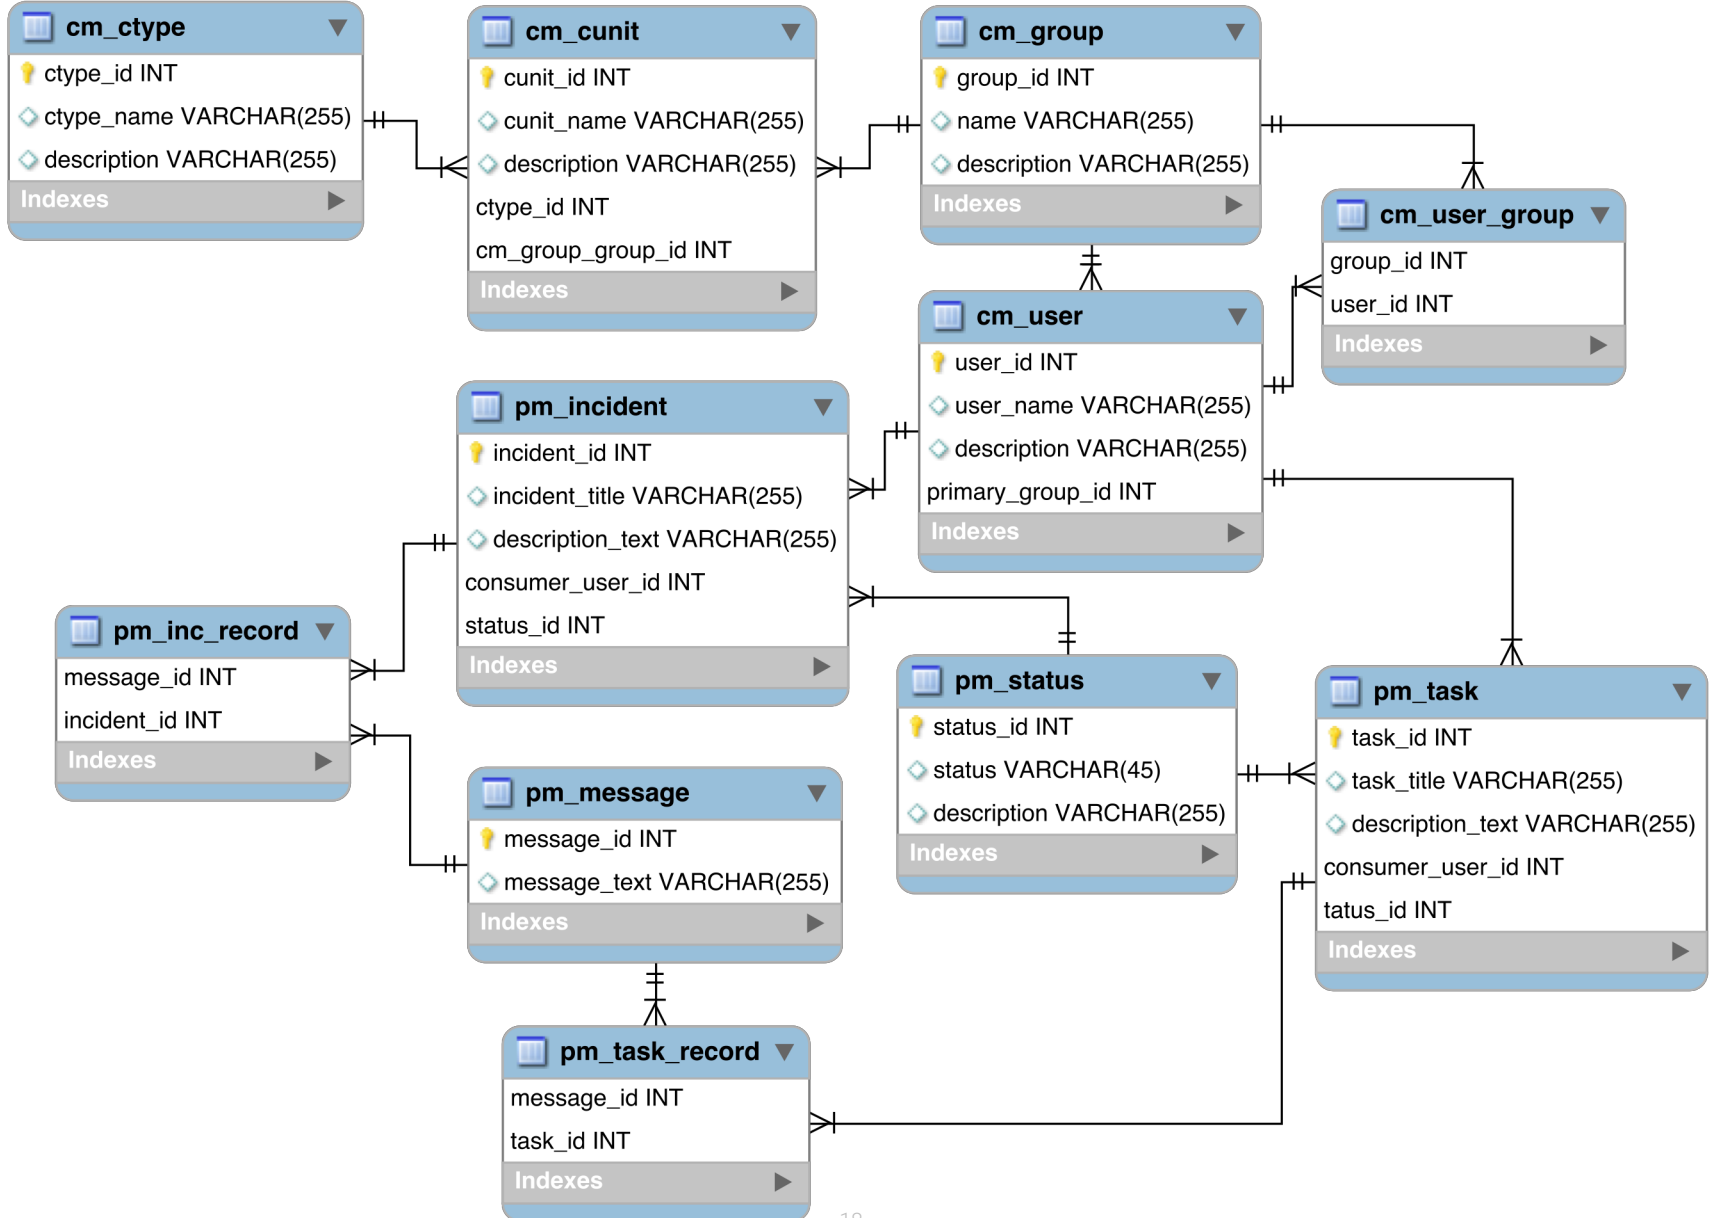 cm_ctype
ctype_id INT
ctype_name VARCHAR(255)
description VARCHAR(255)
Indexes
cm_cunit
cunit_id INT
cunit_name VARCHAR(255)
description VARCHAR(255)
ctype_id INT
cm_group_group_id INT
Indexes
cm_group
group_id INT
name VARCHAR(255)
description VARCHAR(255)
Indexes
cm_user_group
group_id INT
user_id INT
Indexes
cm_user
user_id INT
user_name VARCHAR(255)
description VARCHAR(255)
primary_group_id INT
Indexes
pm_incident
incident_id INT
incident_title VARCHAR(255)
description_text VARCHAR(255)
consumer_user_id INT
status_id INT
Indexes
pm_inc_record
message_id INT
incident_id INT
Indexes
pm_status
status_id INT
status VARCHAR(45)
description VARCHAR(255)
Indexes
pm_task
task_id INT
task_title VARCHAR(255)
description_text VARCHAR(255)
consumer_user_id INT
tatus_id INT
Indexes
pm_message
message_id INT
message_text VARCHAR(255)
Indexes
pm_task_record
message_id INT
task_id INT
Indexes